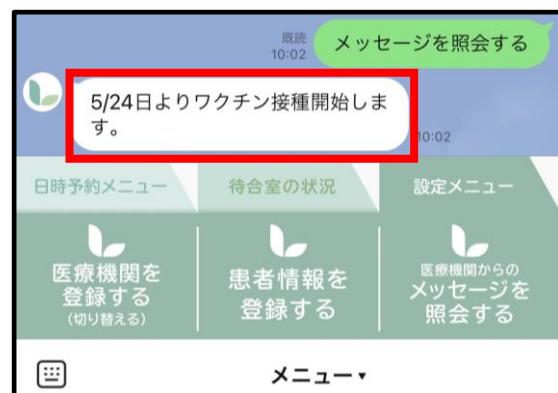 既読
10:02
メッセージを照会する
5/24日よりワクチン接種開始しま
す。
10:02
日時予約メニュー
待合室の状況
設定メニュー
医療機関を
登録する
(切り替える)
患者情報を
登録する
医療機関からの
メッセージを
照会する
メニュー▼